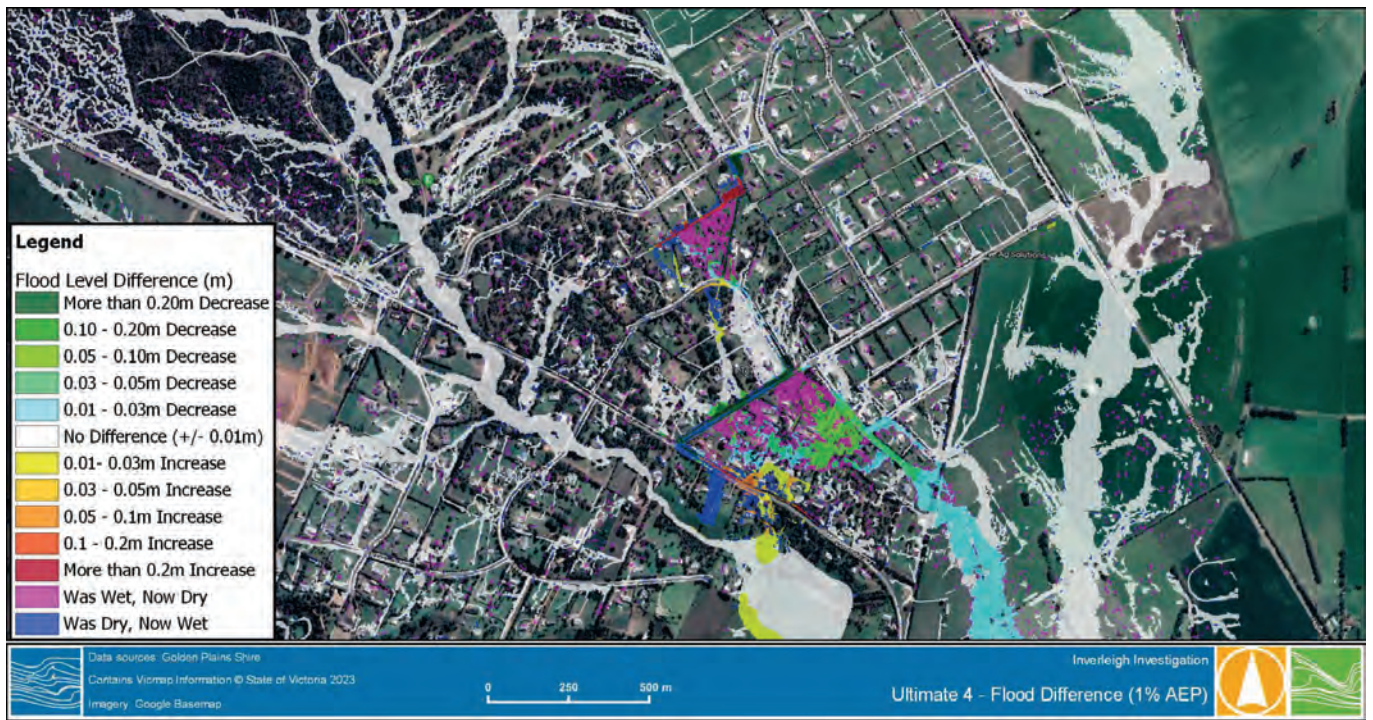 Ag Solutions
Legend
Flood Level Difference (m)
More than 0.20m Decrease
0.10 - 0.20m Decrease
0.05 - 0.10m Decrease
0.03 - 0.05m Decrease
0.01 - 0.03m Decrease
No Difference (+/- 0.01m)
0.01- 0.03m Increase
0.03 - 0.05m Increase
0.05 - 0.1m Increase
0.1 - 0.2m Increase
More than 0.2m Increase
Was Wet, Now Dry
Was Dry, Now Wet
Data sources: Golden Plains Shire
Contains Vicmap Information © State of Victoria 2023
Imagery: Google Basemap
0 250 500 m
Inverleigh Investigation
Ultimate 4 - Flood Difference (1% AEP)